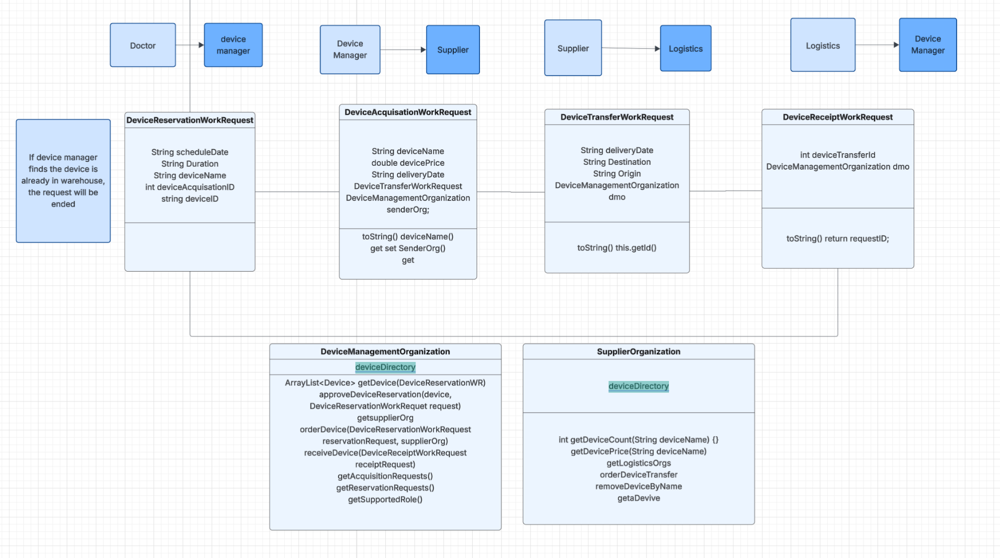 Doctor
device
manager
Device
Manager
Supplier
Supplier
Logistics
Logistics
Device
Manager
If device manager
finds the device is
already in warehouse,
the request will be
ended
DeviceReservationWorkRequest
String scheduleDate
String Duration
String deviceName
int deviceAcquisationID
string deviceID
DeviceAcquisationWorkRequest
String deviceName
double devicePrice
String deliveryDate
DeviceTransferWorkRequest
DeviceManagementOrganization
senderOrg;
toString() deviceName()
get set SenderOrg()
get
DeviceTransferWorkRequest
String deliveryDate
String Destination
String Origin
DeviceManagementOrganization
dmo
toString() this.getId()
DeviceReceiptWorkRequest
int deviceTransferId
DeviceManagementOrganization dmo
toString() return requestID;
DeviceManagementOrganization
deviceDirectory
ArrayList<Device> getDevice(DeviceReservationWR)
approveDeviceReservation(device,
DeviceReservationWorkRequet request)
getsupplierOrg
orderDevice(DeviceReservationWorkRequest
reservationRequest, supplierOrg)
receiveDevice(DeviceReceiptWorkRequest
receiptRequest)
getAcquisitionRequests()
getReservationRequests()
getSupportedRole()
SupplierOrganization
deviceDirectory
int getDeviceCount(String deviceName) {}
getDevicePrice(String deviceName)
getLogisticsOrgs
orderDeviceTransfer
removeDeviceByName
getaDevive